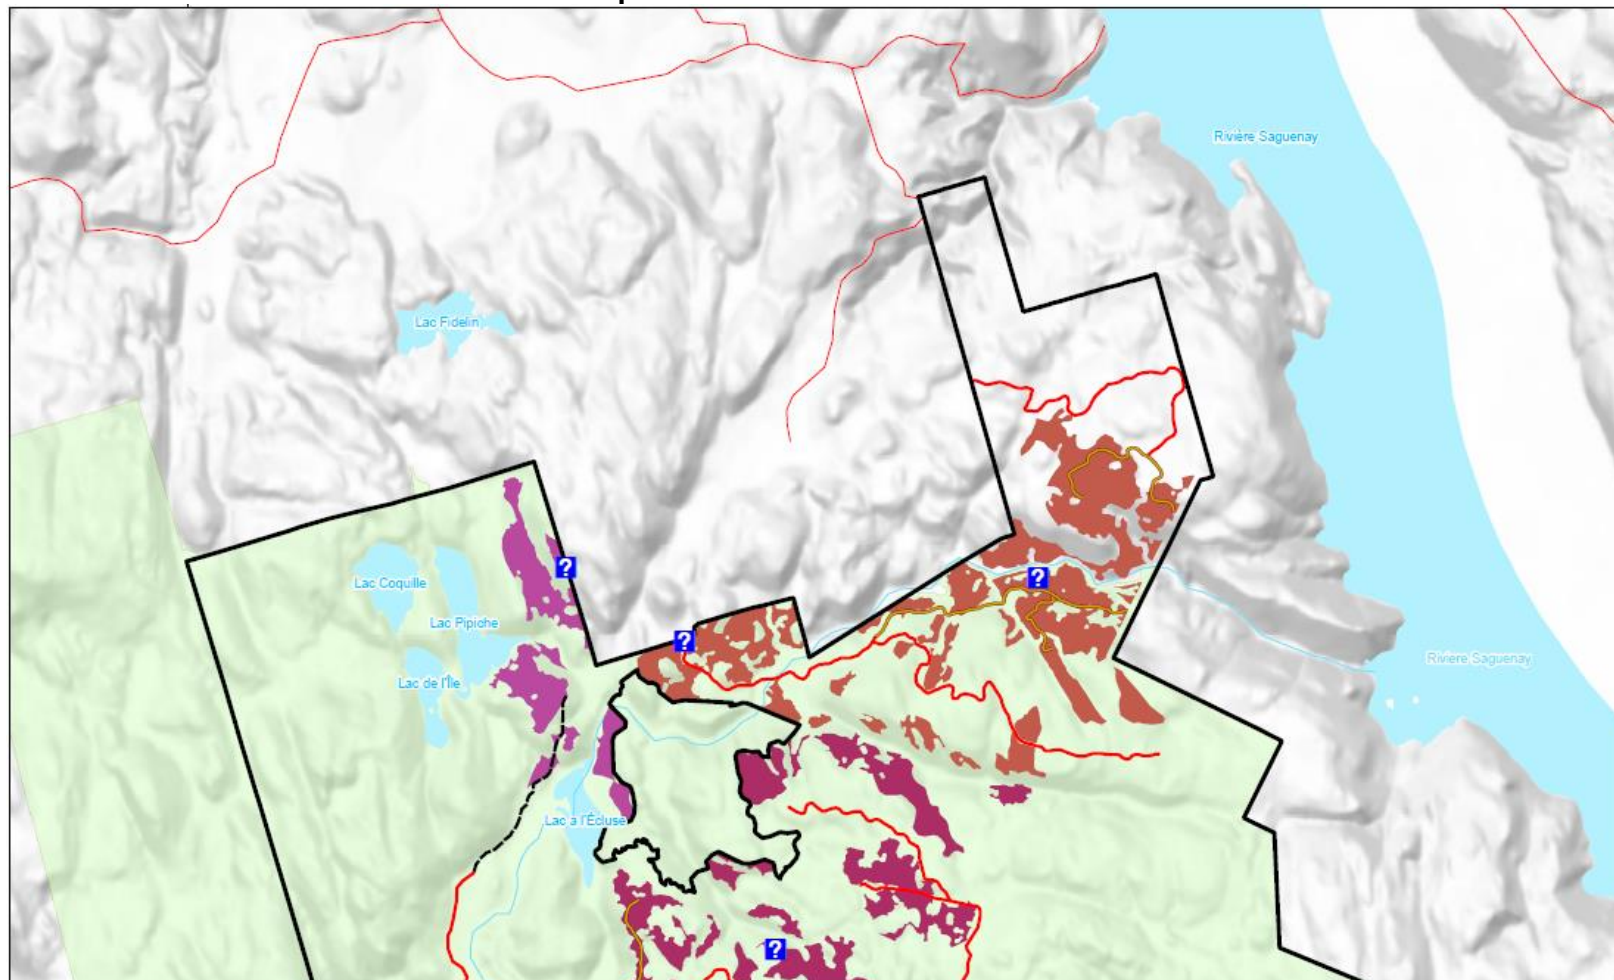 Rivière Saguenay
Lac Fidelin
?
?
Lac Coquille
Lac Pipiche
?
Rivière Saguenay
Lac de l'Île
Lac à l'Écluse
?